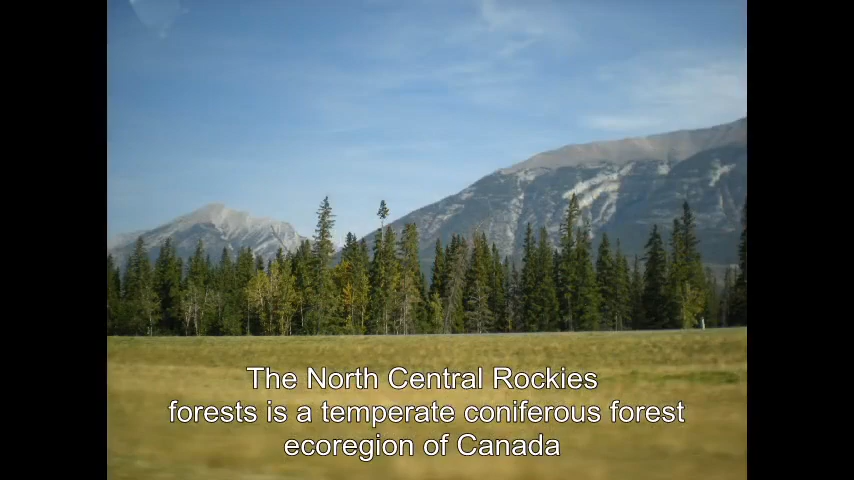 The North Central Rockies
forests is a temperate coniferous forest
ecoregion of Canada